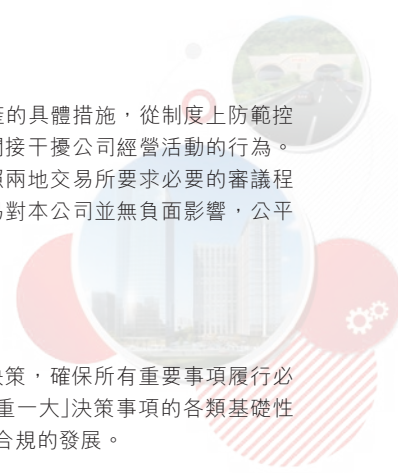 產的具體措施，從制度上防範控
間接干擾公司經營活動的行為。
照兩地交易所要求必要的審議程
為對本公司並無負面影響，公平
決策，確保所有重要事項履行必
重一大」決策事項的各類基礎性
合規的發展。